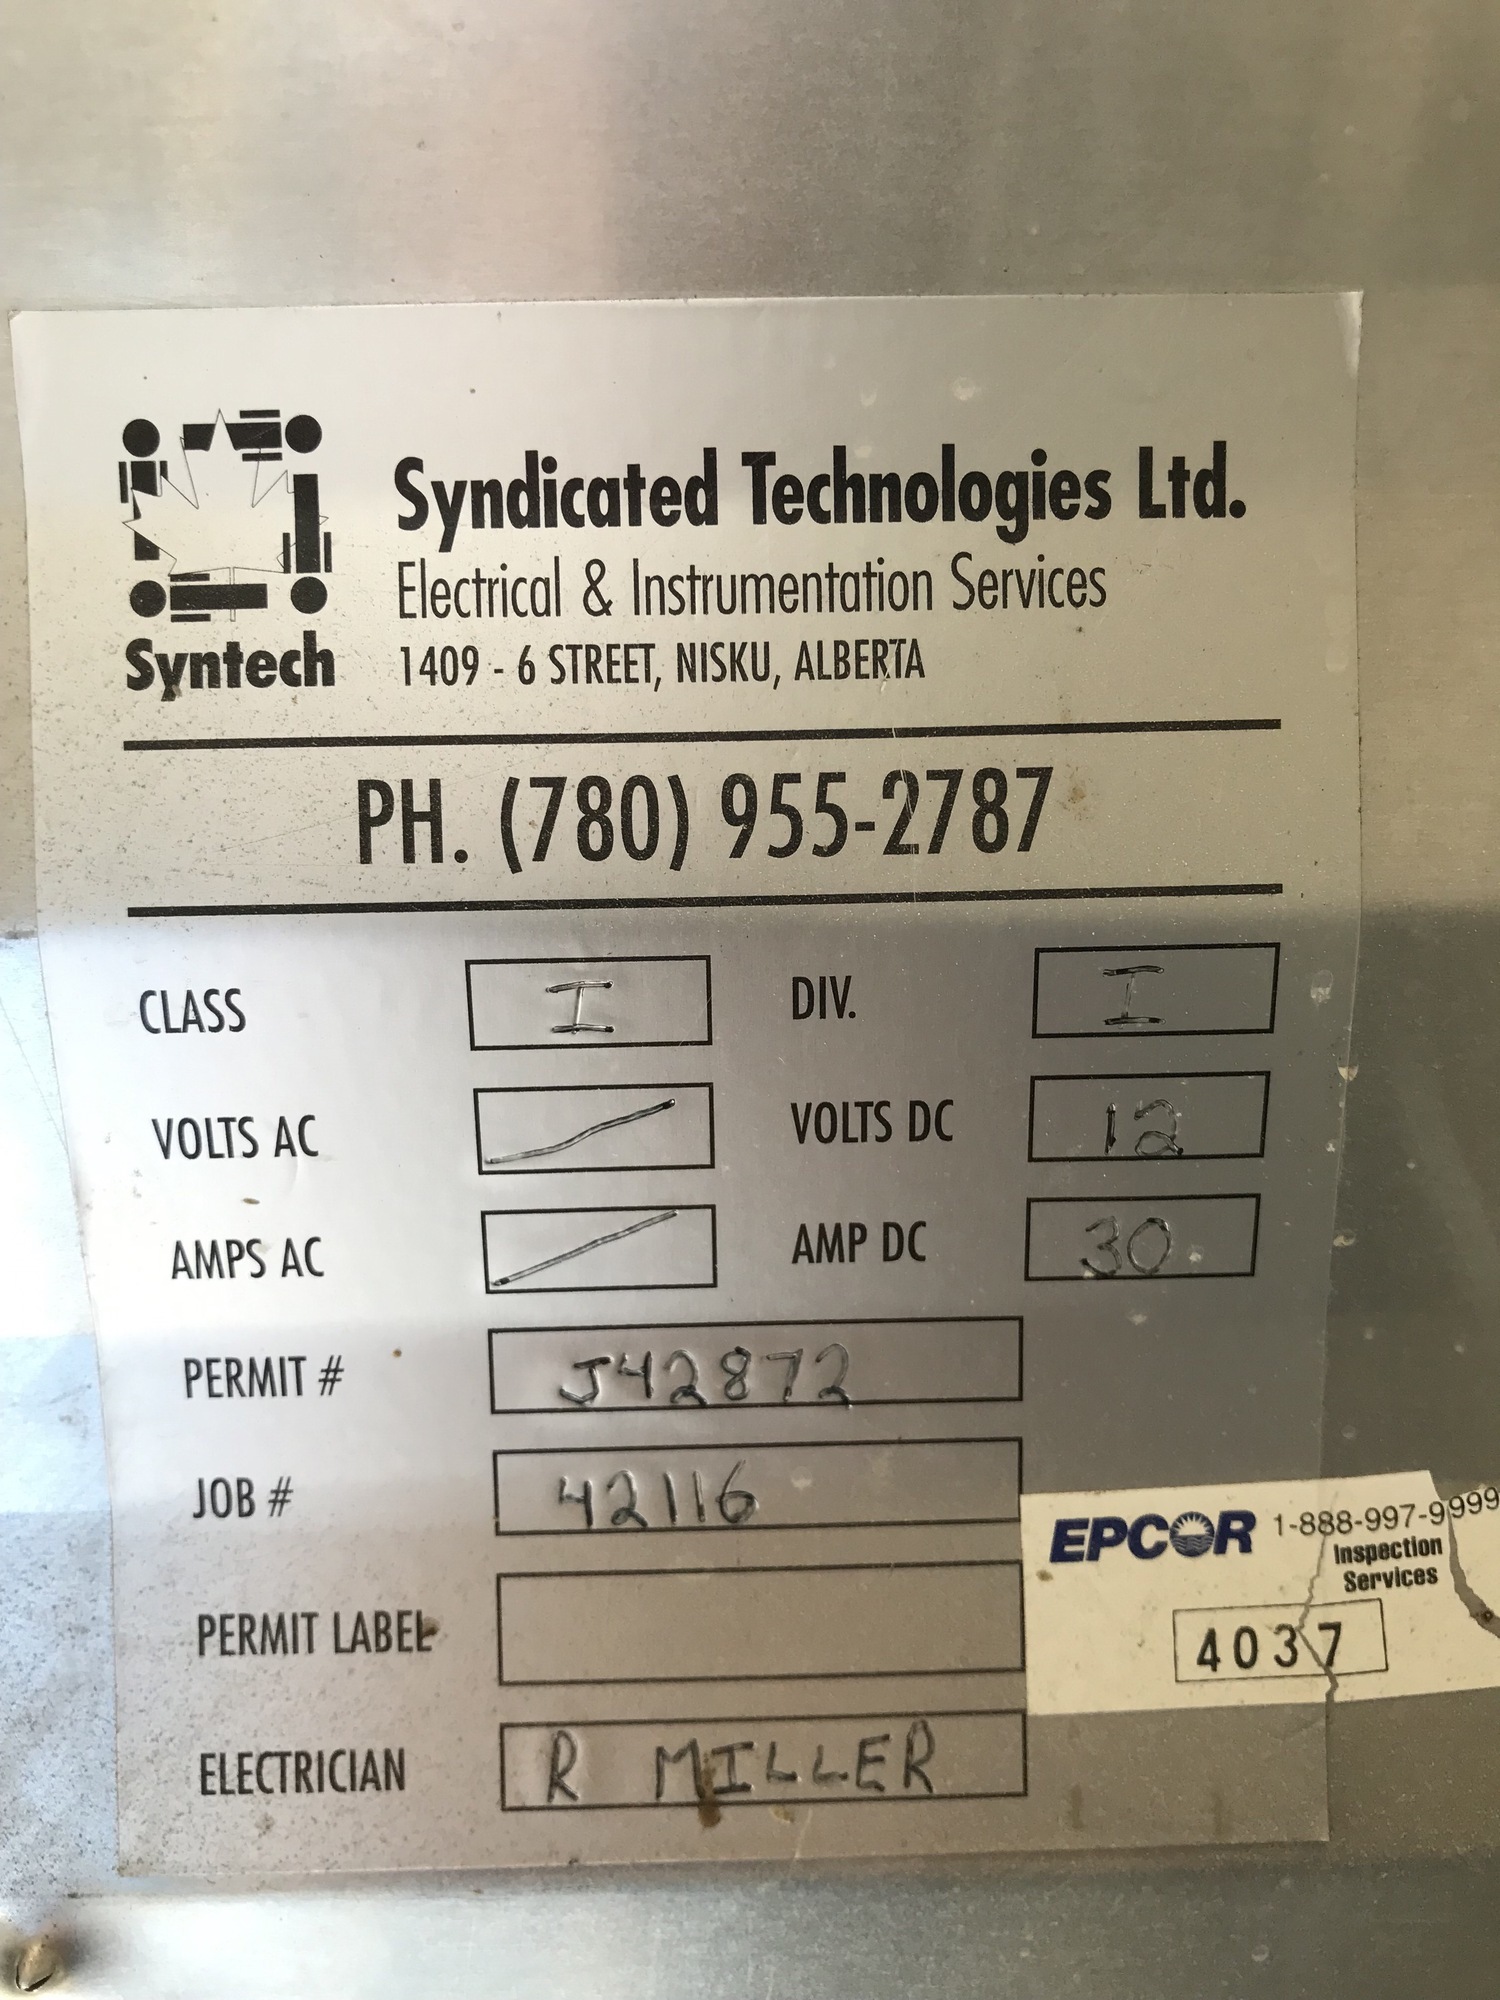 Syndicated Technologies Ltd.
Electrical & Instrumentation Services
Syntech 1409 - 6 STREET, NISKU, ALBERTA
PH. (780) 955-2787
CLASS I DIV. I
VOLTS AC VOLTS DC 12
AMPS AC AMP DC 30
PERMIT # J42872
JOB # 42116
EPCOR 1-888-997-9999
Inspection
Services
PERMIT LABEL 4037
ELECTRICIAN R MILLER